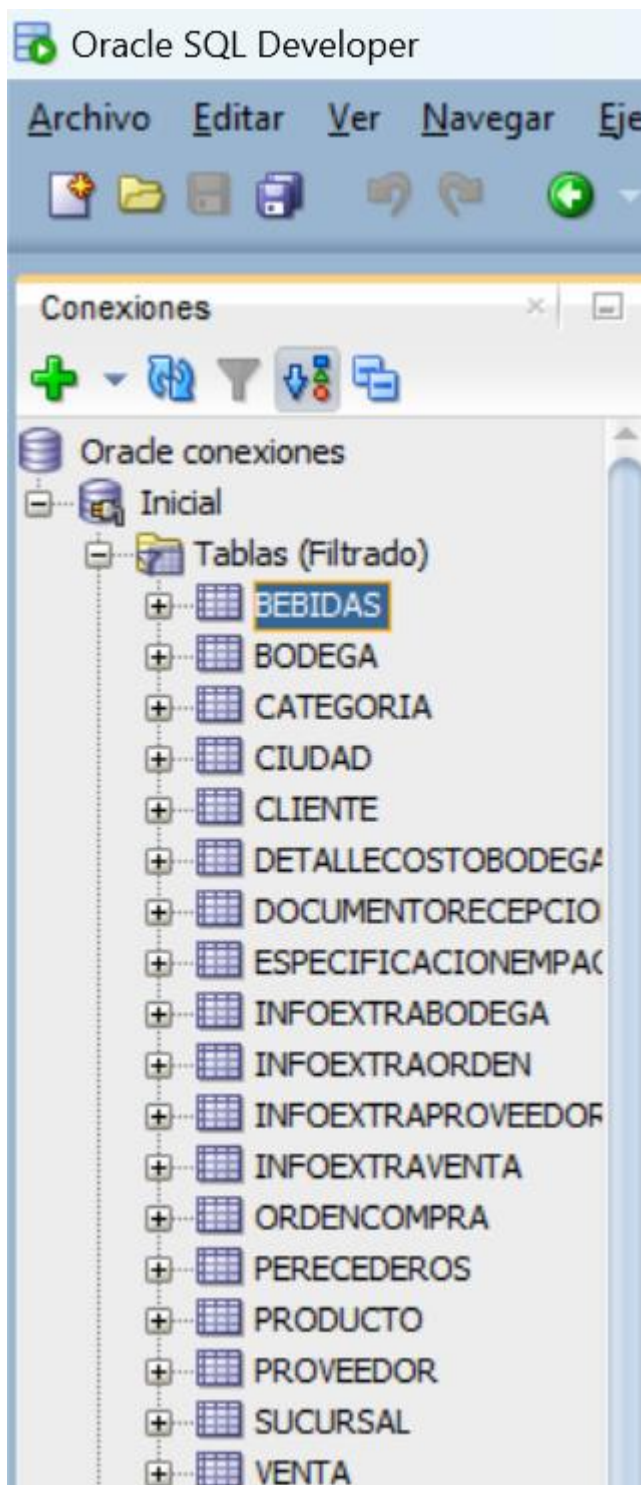 Oracle SQL Developer
Archivo Editar Ver Navegar Eje
Conexiones
Oracle conexiones
Inicial
Tablas (Filtrado)
BEBIDAS
BODEGA
CATEGORIA
CIUDAD
CLIENTE
DETALLECOSTOBODEGA
DOCUMENTORECEPCIO
ESPECIFICACIONEMPAC
INFOEXTRABODEGA
INFOEXTRAORDEN
INFOEXTRAPROVEEDOR
INFOEXTRAVENTA
ORDENCOMPRA
PERECEDEROS
PRODUCTO
PROVEEDOR
SUCURSAL
VENTA